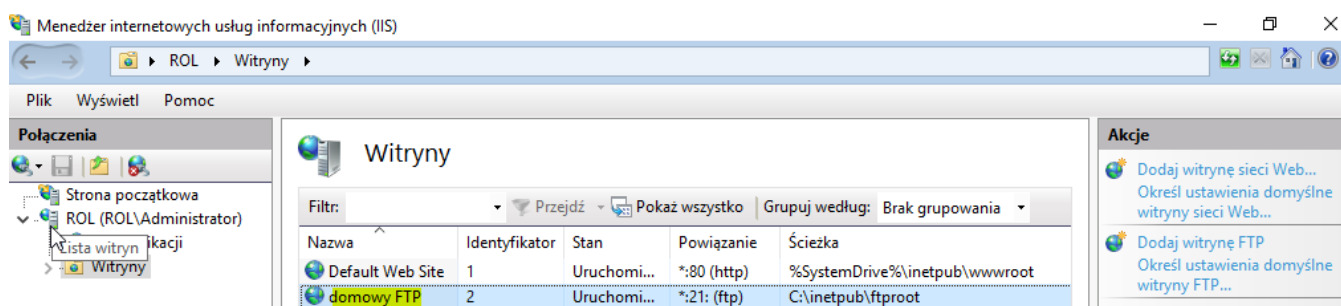 Menedżer internetowych usług informacyjnych (IIS)
ROL Witryny
Plik Wyświetl Pomoc
Połączenia
Strona początkowa
ROL (ROL\Administrator)
Lista witryn kacji
Witryny
Witryny
Filtr: Przejdź Pokaż wszystko Grupuj według: Brak grupowania
Nazwa Identyfikator Stan Powiązanie Ścieżka
Default Web Site 1 Uruchomi... *:80 (http) %SystemDrive%\inetpub\wwwroot
domowy FTP 2 Uruchomi... *:21: (ftp) C:\inetpub\ftproot
Akcje
Dodaj witrynę sieci Web...
Określ ustawienia domyślne
witryny sieci Web...
Dodaj witrynę FTP
Określ ustawienia domyślne
witryny FTP...